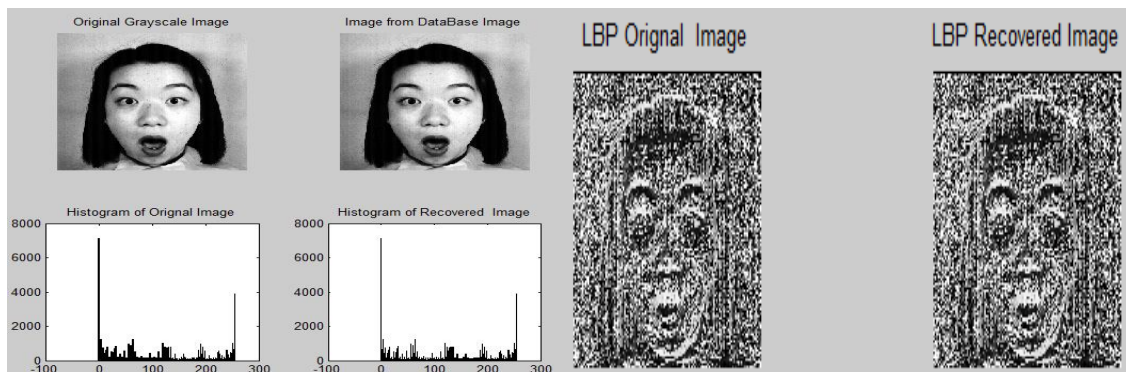 Original Grayscale Image
Image from DataBase Image
LBP Orignal Image
LBP Recovered Image
Histogram of Orignal Image
Histogram of Recovered Image
8000
6000
4000
2000
0
-100 0 100 200 300
8000
6000
4000
2000
0
-100 0 100 200 300